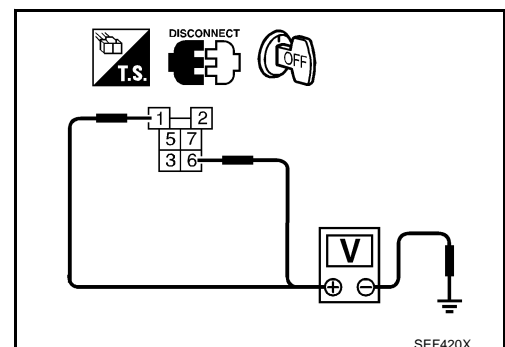 DISCONNECT
T.S.
OFF
1 2
5 7
3 6
V
+ −
SEF420X